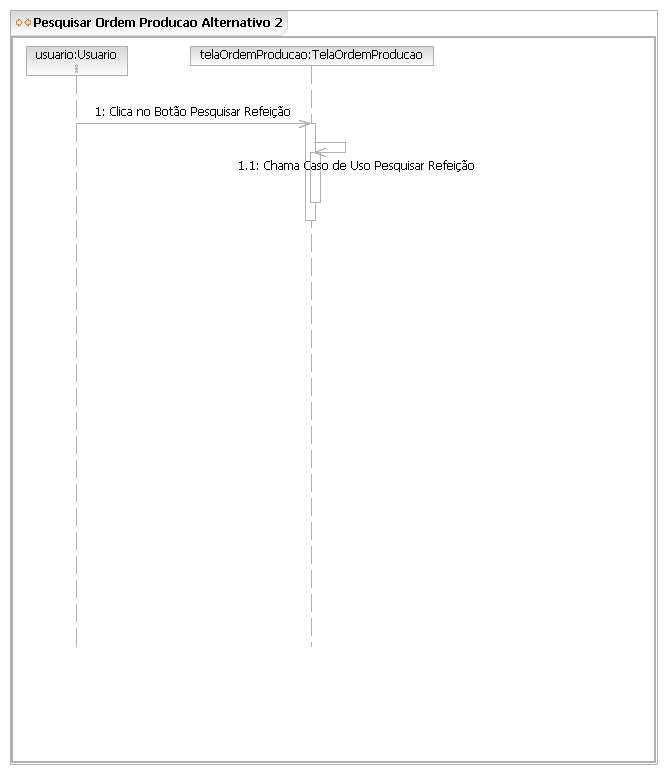 Pesquisar Ordem Producao Alternativo 2
usuario:Usuario
telaOrdemProducao:TelaOrdemProducao
1: Clica no Botão Pesquisar Refeição
1.1: Chama Caso de Uso Pesquisar Refeição